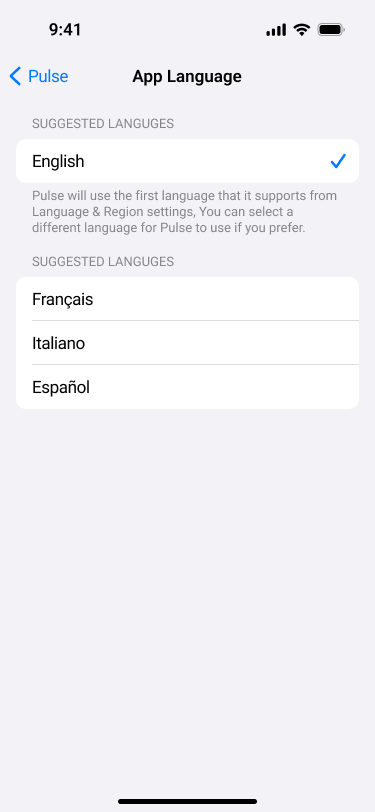 9:41
Pulse
App Language
SUGGESTED LANGUGES
English
Pulse will use the first language that it supports from
Language & Region settings, You can select a
different language for Pulse to use if you prefer.
SUGGESTED LANGUGES
Français
Italiano
Español